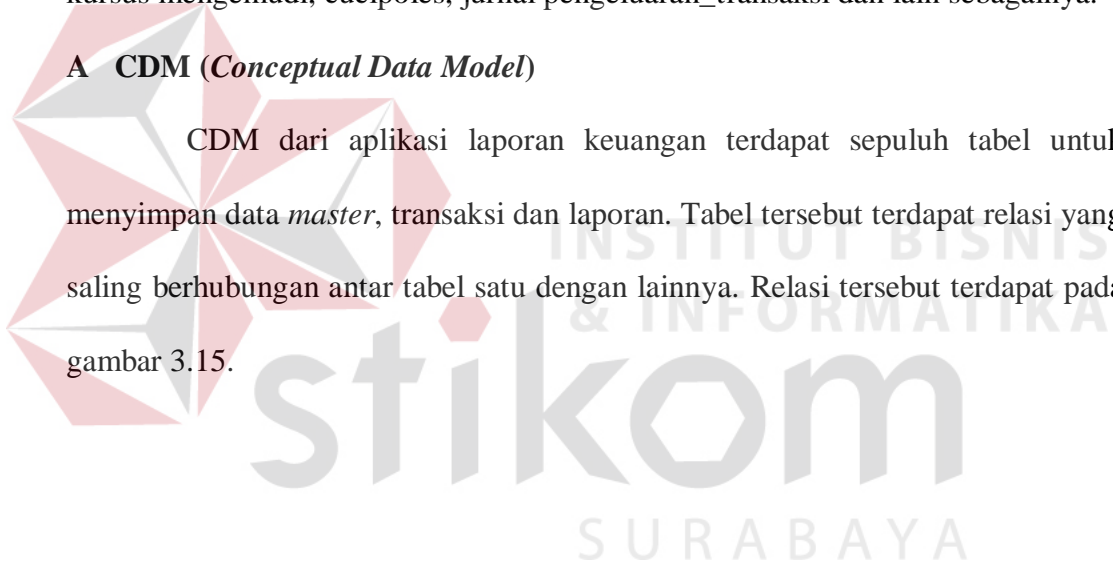 kursus mengemudi, cucipoles, jurnal pengeluaran_transaksi dan lain sebagainya.
A CDM (Conceptual Data Model)
CDM dari aplikasi laporan keuangan terdapat sepuluh tabel untuk
menyimpan data master, transaksi dan laporan. Tabel tersebut terdapat relasi yang
saling berhubungan antar tabel satu dengan lainnya. Relasi tersebut terdapat pada
gambar 3.15.
INSTITUT BISNIS
& INFORMATIKA
stikom
SURABAYA